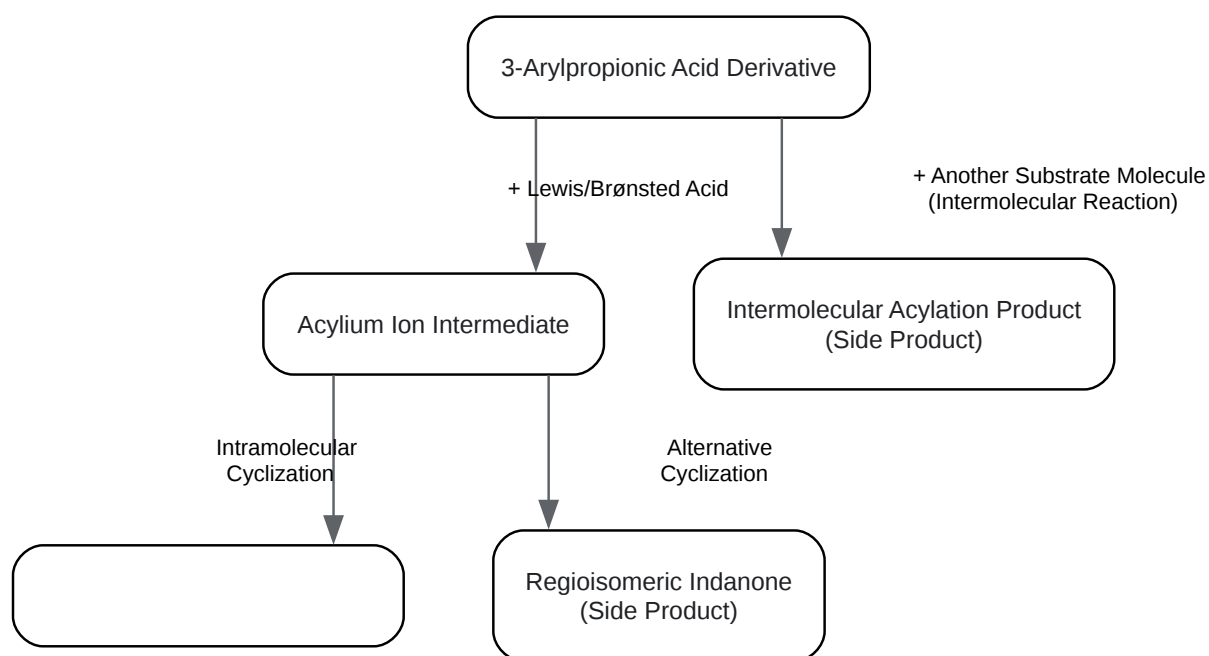 3-Arylpropionic Acid Derivative
+ Lewis/Brønsted Acid
+ Another Substrate Molecule
(Intermolecular Reaction)
Acylium Ion Intermediate
Intermolecular Acylation Product
(Side Product)
Intramolecular
Cyclization
Alternative
Cyclization
Regioisomeric Indanone
(Side Product)